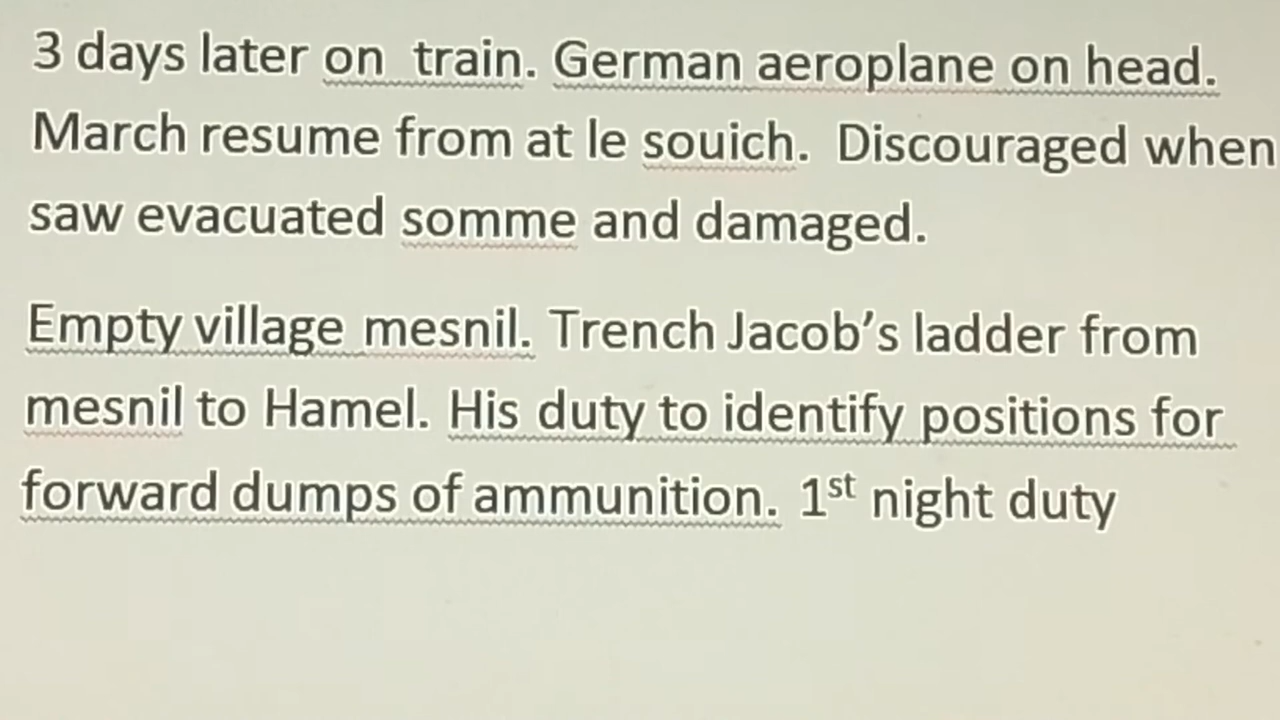 3 days later on  train. German aeroplane on head.
March resume from at le souich.  Discouraged when
saw evacuated somme and damaged.
Empty village mesnil. Trench Jacob’s ladder from
mesnil to Hamel. His duty to identify positions for
forward dumps of ammunition. 1st night duty